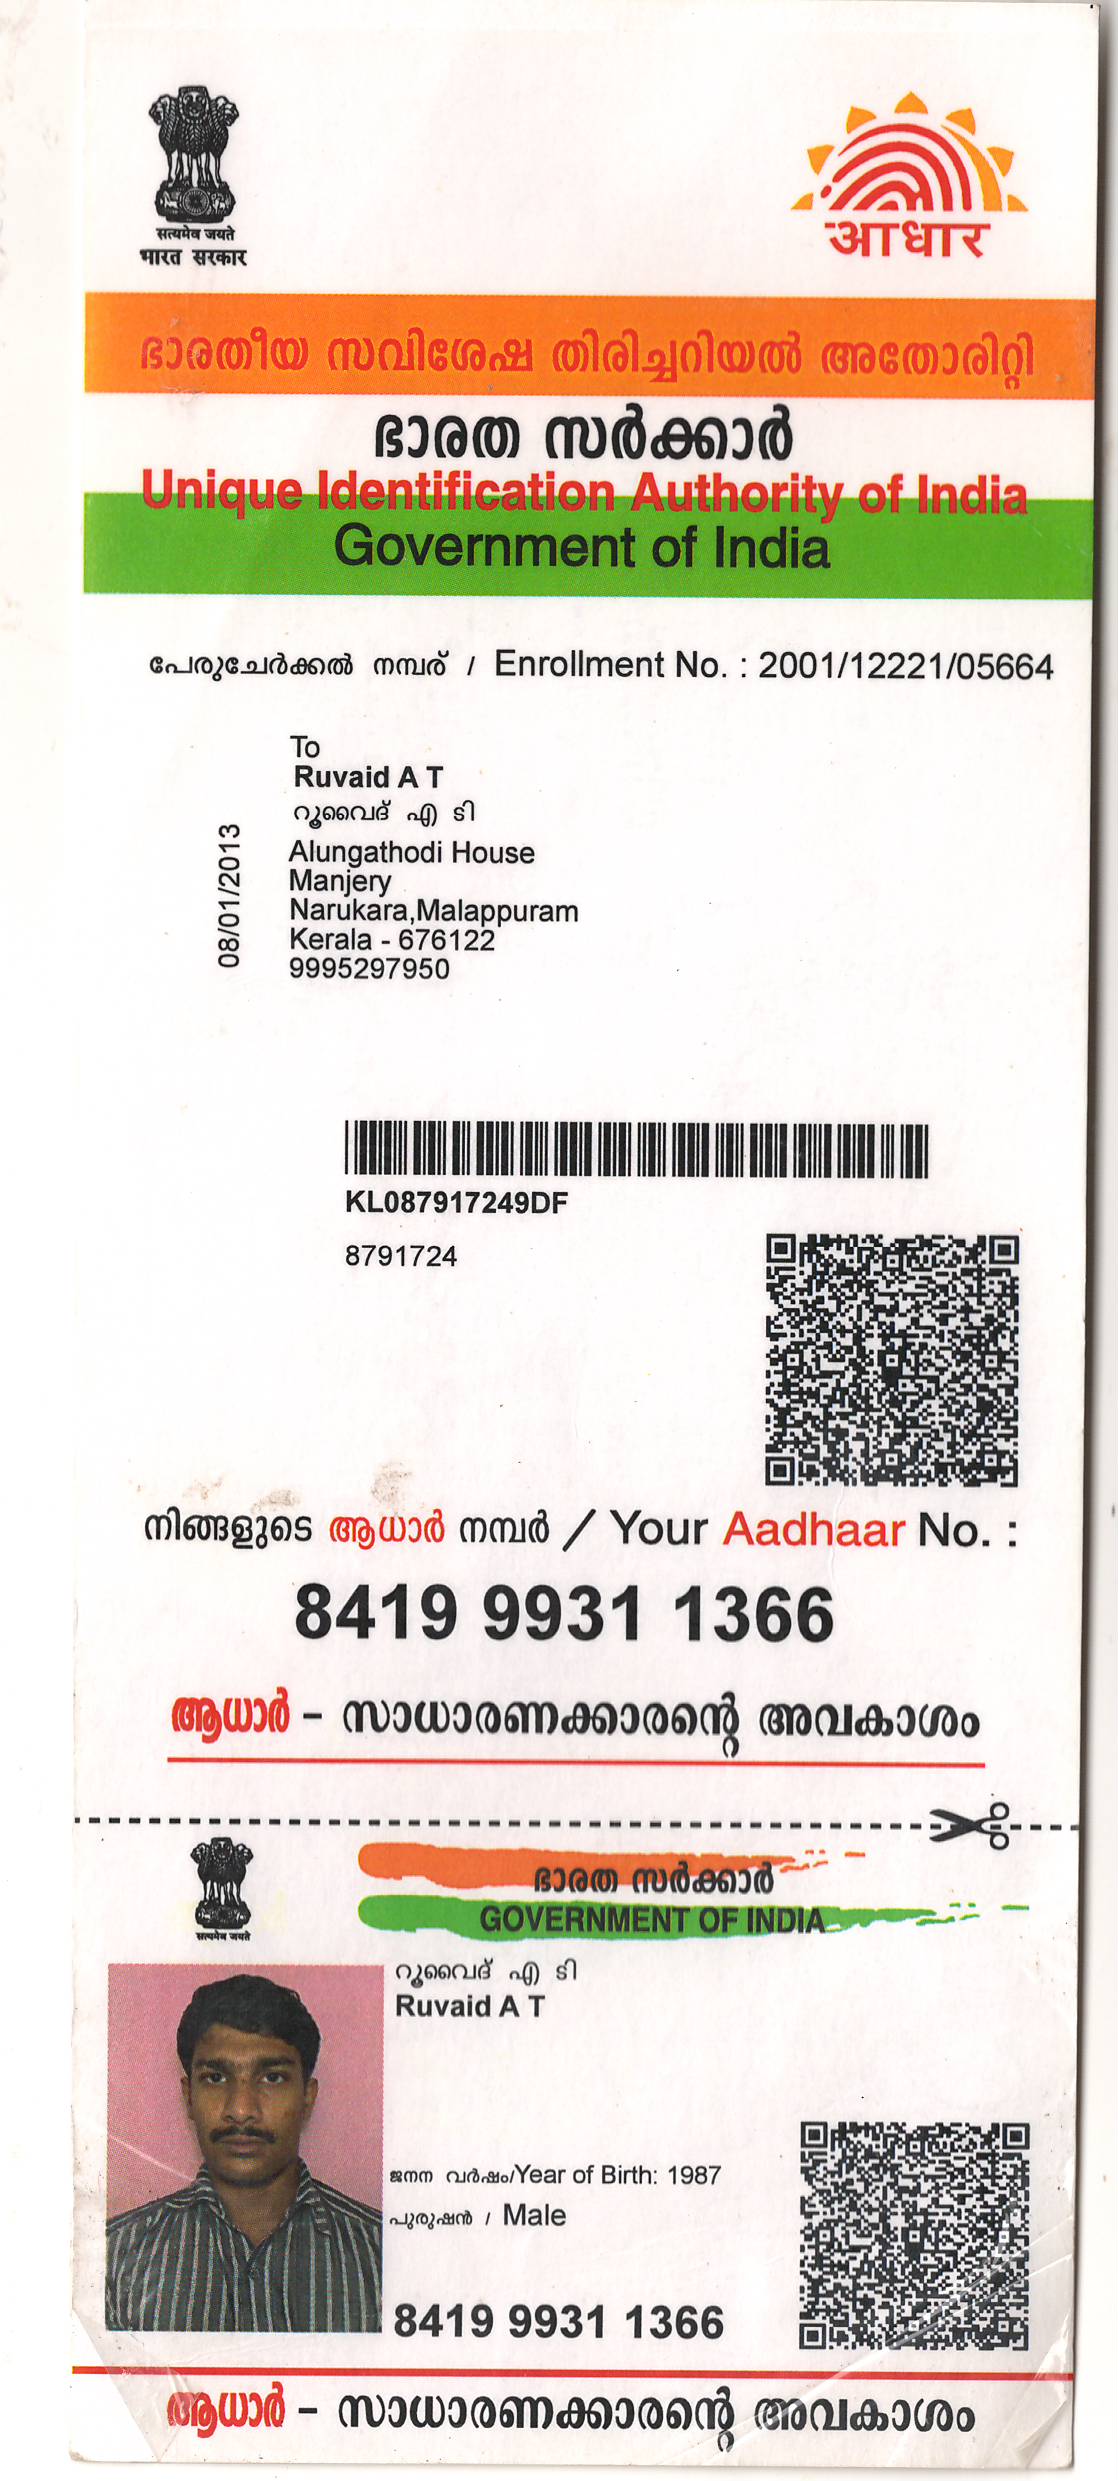 सत्यमेव जयते
भारत सरकार
आधार
ഭാരതീയ സവിശേഷ തിരിച്ചറിയൽ അതോരിറ്റി
ഭാരത സർക്കാർ
Unique Identification Authority of India
Government of India
പേരുചേർക്കൽ നമ്പര് / Enrollment No. : 2001/12221/05664
To
Ruvaid A T
റൂവൈദ് എ ടി
Alungathodi House
Manjery
Narukara,Malappuram
Kerala - 676122
9995297950
08/01/2013
KL087917249DF
8791724
നിങ്ങളുടെ ആധാർ നമ്പർ / Your Aadhaar No. :
8419 9931 1366
ആധാർ - സാധാരണക്കാരന്റെ അവകാശം
सत्यमेव जयते
ഭാരത സർക്കാർ
GOVERNMENT OF INDIA
റൂവൈദ് എ ടി
Ruvaid A T
ജനന വർഷം/Year of Birth: 1987
പുരുഷൻ / Male
8419 9931 1366
ആധാർ - സാധാരണക്കാരന്റെ അവകാശം